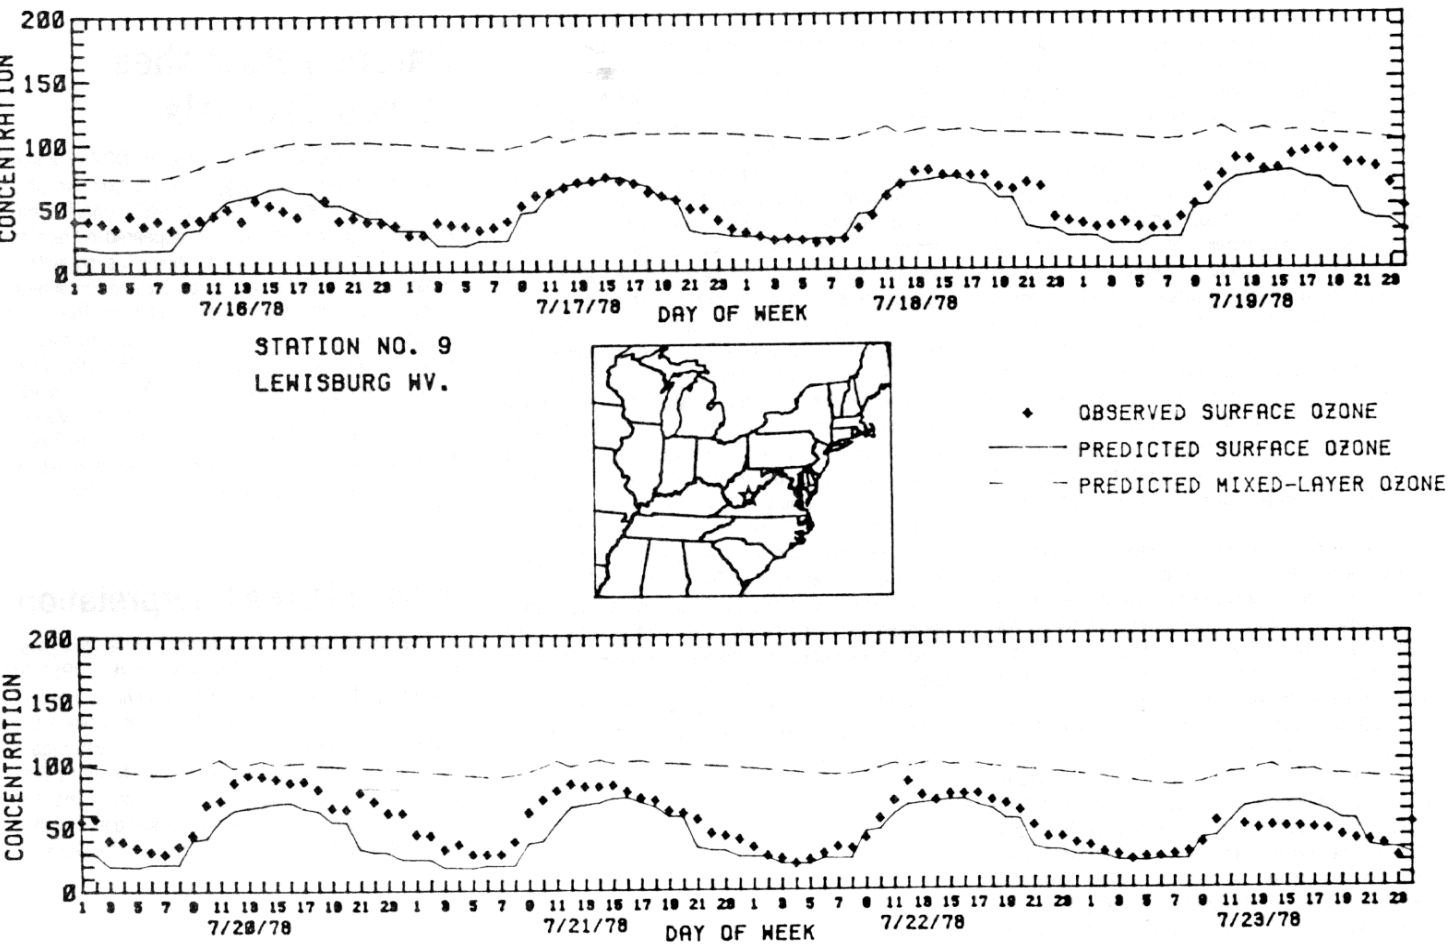 200
150
100
50
0
CONCENTRATION
1 3 5 7 9 11 13 15 17 19 21 23 1 3 5 7 9 11 13 15 17 19 21 23 1 3 5 7 9 11 13 15 17 19 21 23 1 3 5 7 9 11 13 15 17 19 21 23
7/16/78 7/17/78 7/18/78 7/19/78
DAY OF WEEK
STATION NO. 9
LEWISBURG WV.
OBSERVED SURFACE OZONE
PREDICTED SURFACE OZONE
PREDICTED MIXED-LAYER OZONE
200
150
100
50
0
CONCENTRATION
1 3 5 7 9 11 13 15 17 19 21 23 1 3 5 7 9 11 13 15 17 19 21 23 1 3 5 7 9 11 13 15 17 19 21 23 1 3 5 7 9 11 13 15 17 19 21 23
7/20/78 7/21/78 7/22/78 7/23/78
DAY OF WEEK